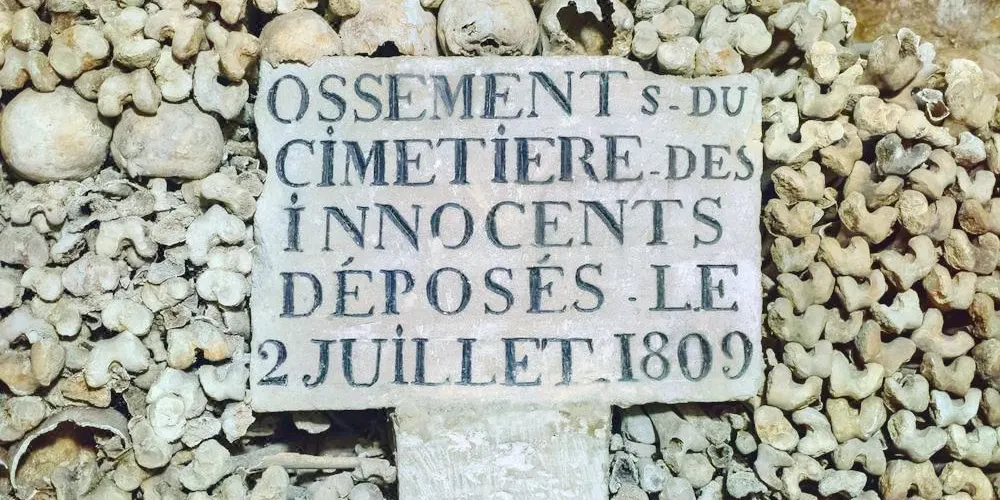 OSSEMENTS-DU
CIMETIERE-DES
INNOCENTS
DÉPOSÉS-LE
2 JUILLET.1809